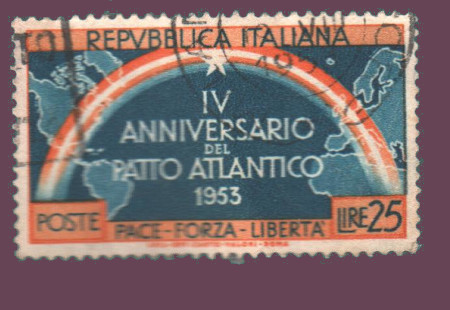 REPVBBLICA ITALIANA
IV
ANNIVERSARIO
DEL
PATTO ATLANTICO
1953
POSTE
PACE-FORZA-LIBERTA'
LIRE 25